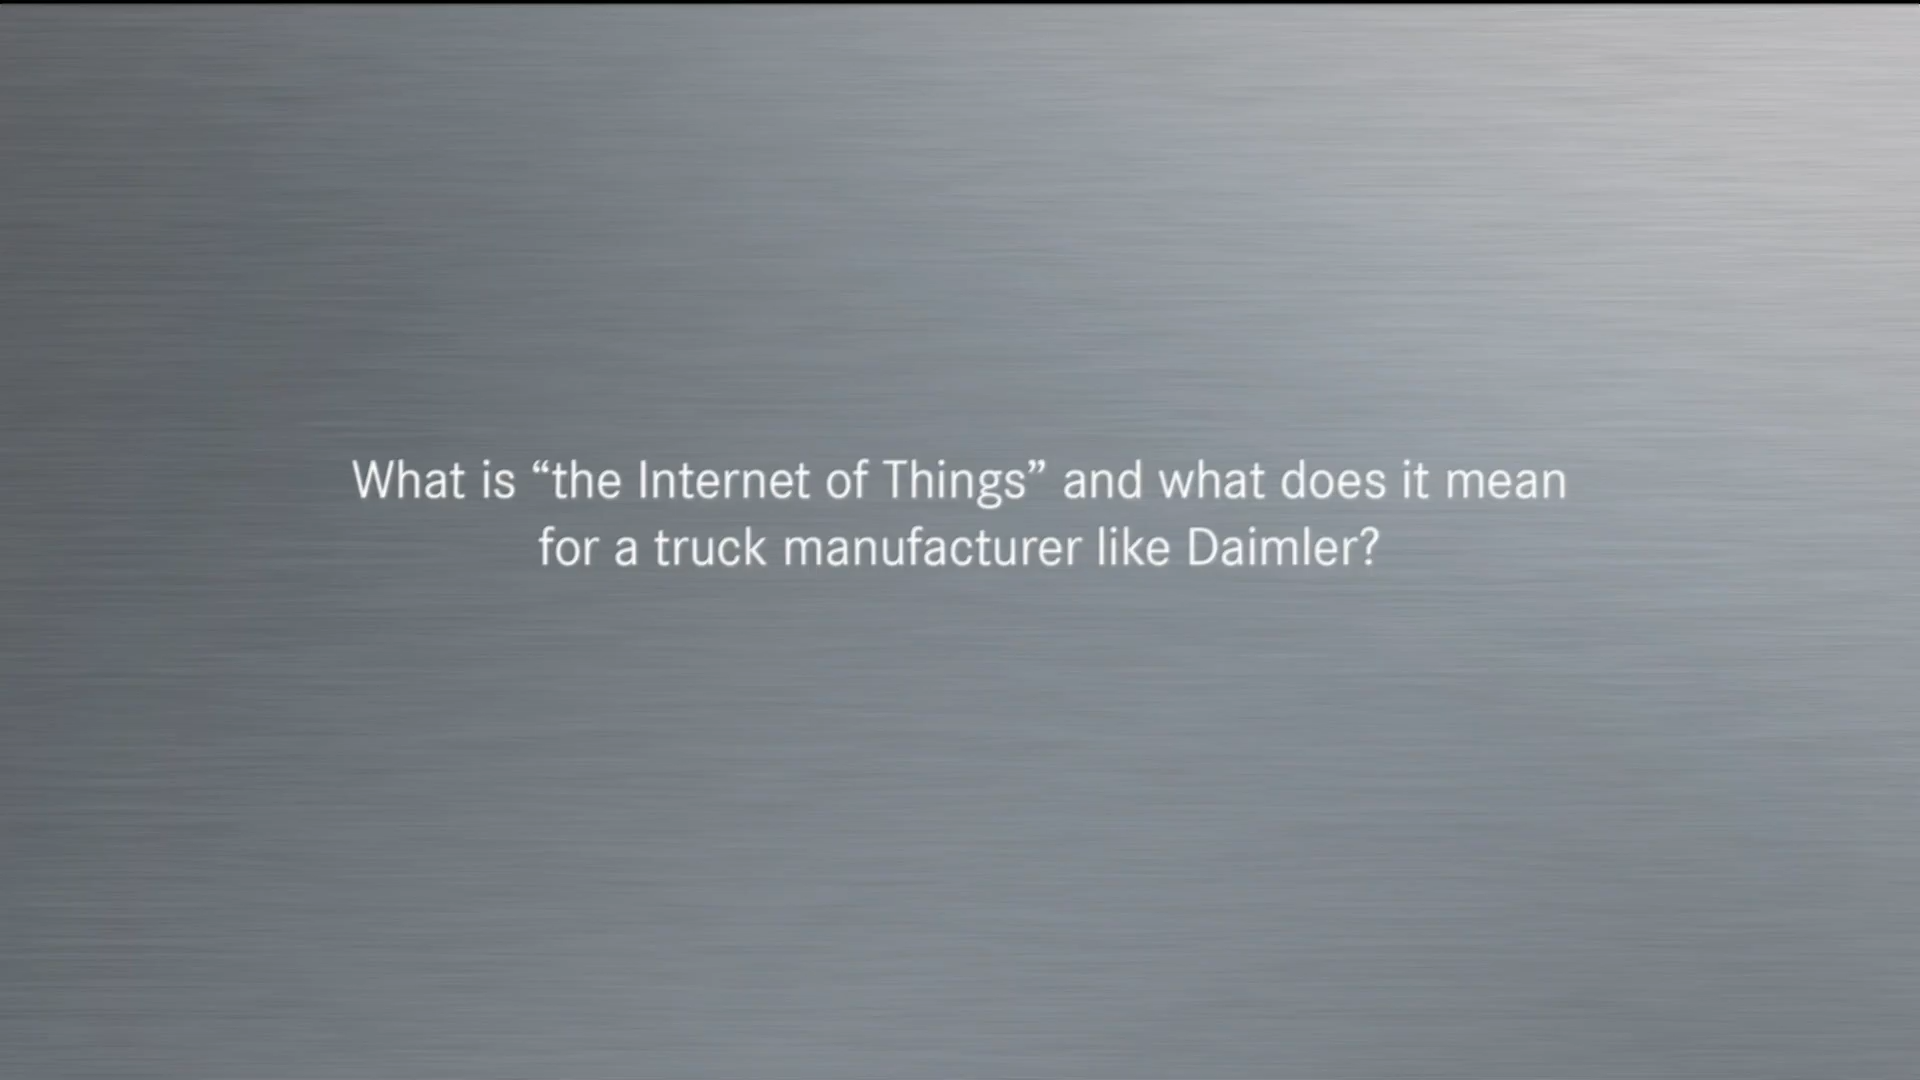 What is “the Internet of Things” and what does it mean
for a truck manufacturer like Daimler?